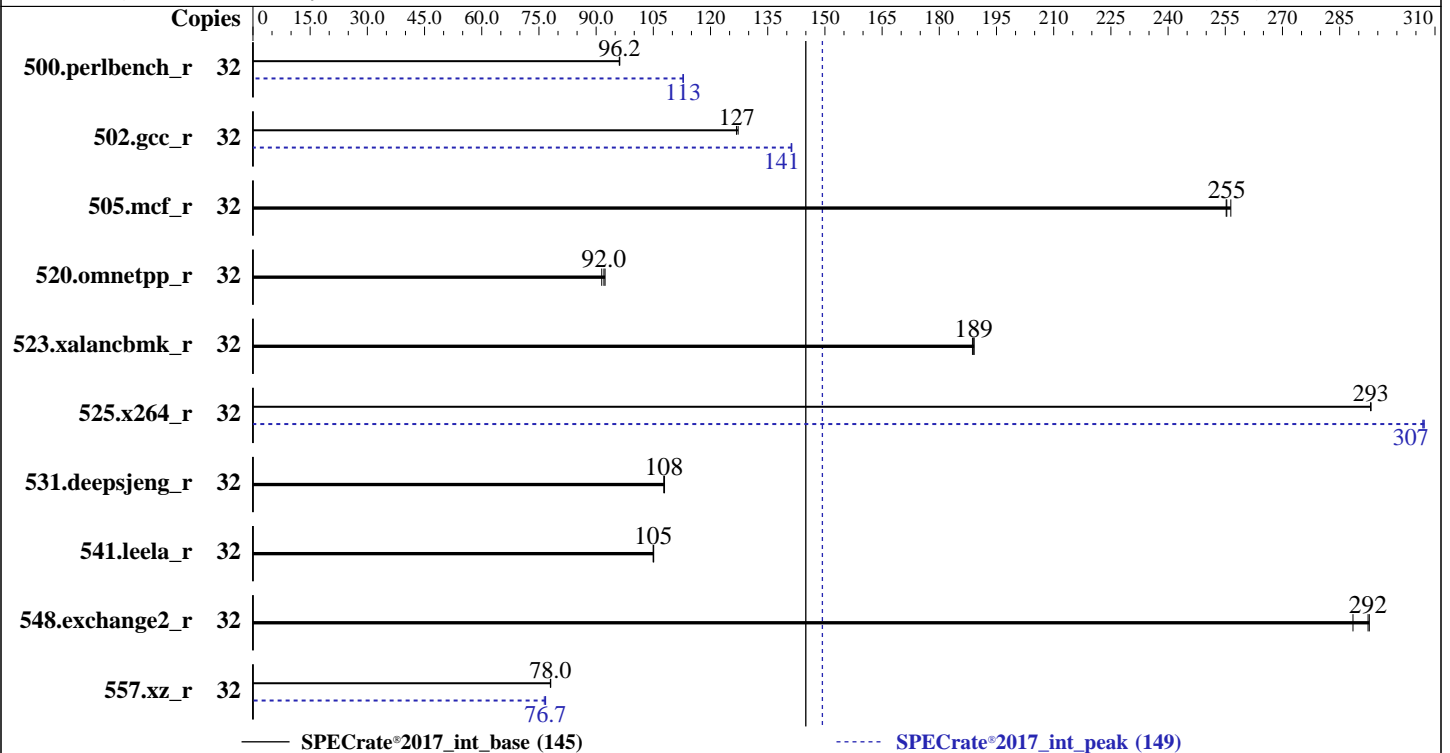 Copies 0 15.0 30.0 45.0 60.0 75.0 90.0 105 120 135 150 165 180 195 210 225 240 255 270 285 310
500.perlbench_r 32 96.2
113
502.gcc_r 32 127
141
505.mcf_r 32 255
520.omnetpp_r 32 92.0
523.xalancbmk_r 32 189
525.x264_r 32 293
307
531.deepsjeng_r 32 108
541.leela_r 32 105
548.exchange2_r 32 292
557.xz_r 32 78.0
76.7
SPECrate®2017_int_base (145) SPECrate®2017_int_peak (149)